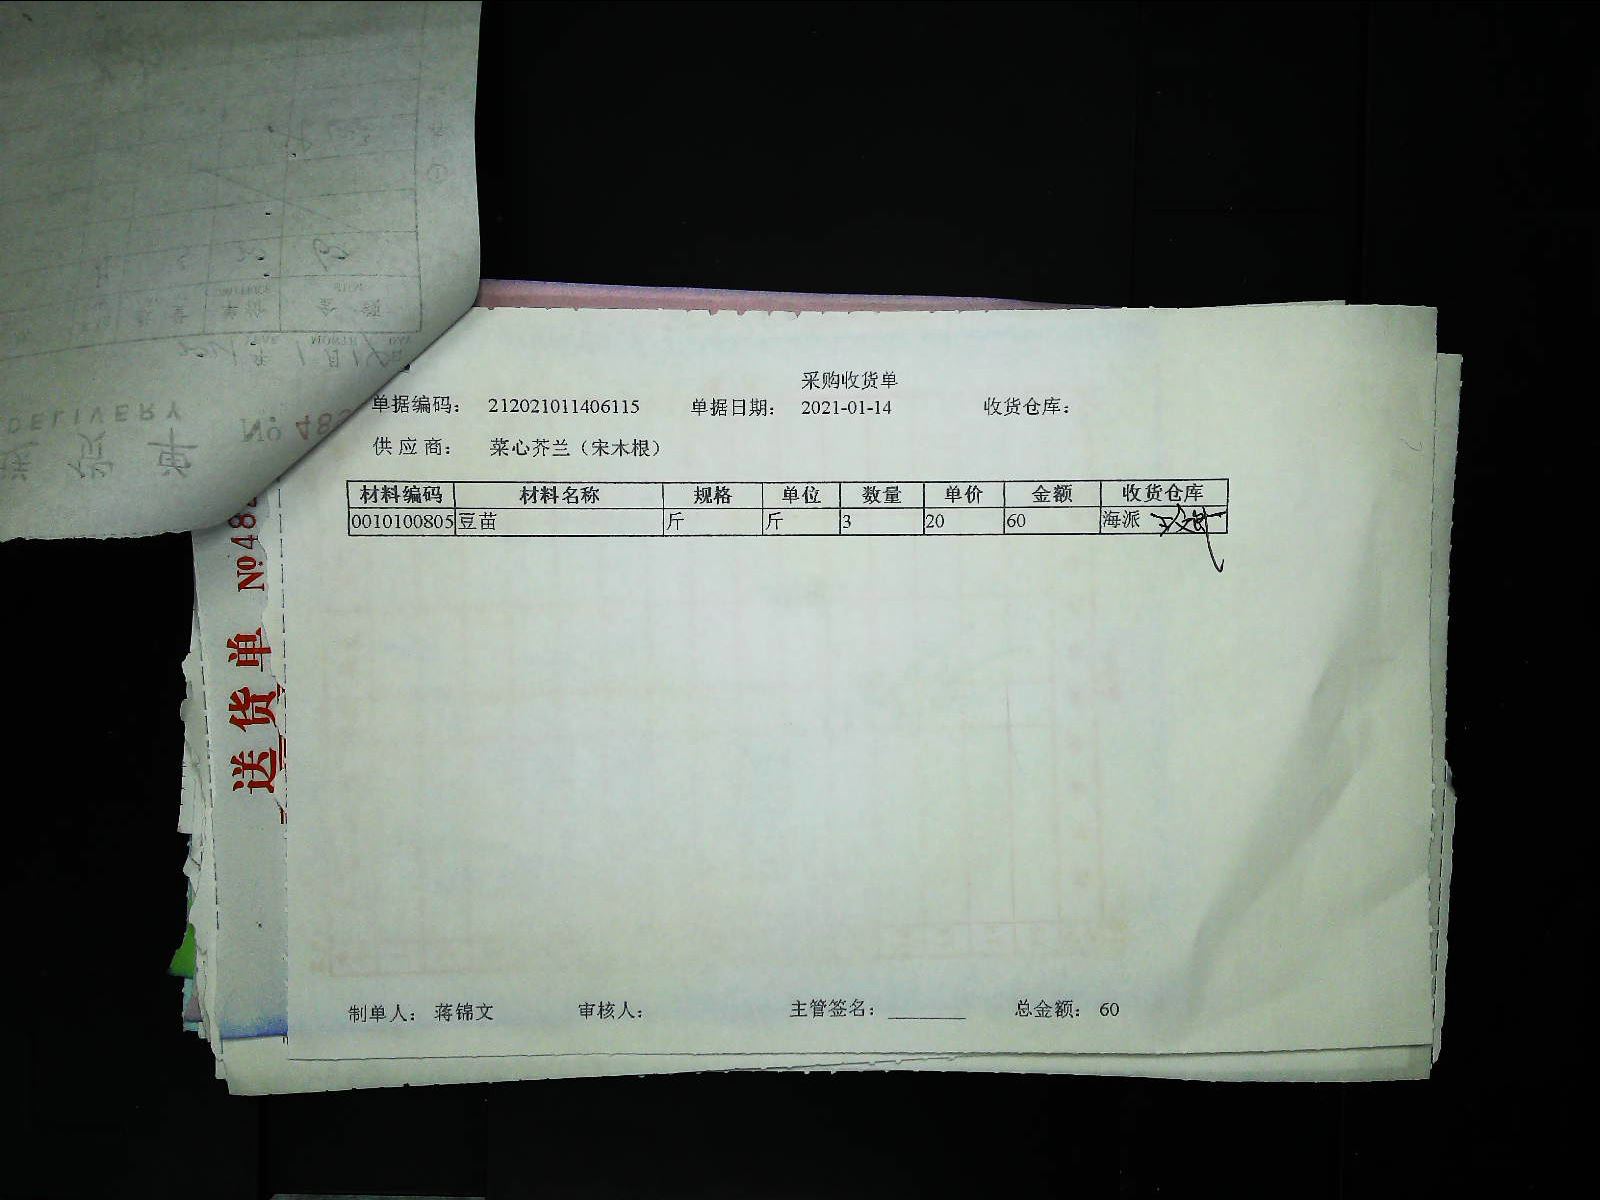 采购收货单
单据编码： 212021011406115 单据日期： 2021-01-14 收货仓库：
供应商： 菜心芥兰（宋木根）
材料编码 材料名称 规格 单位 数量 单价 金额 收货仓库
0010100805 豆苗 斤 斤 3 20 60 海派
制单人： 蒋锦文 审核人： 主管签名： 总金额： 60
送货单 №48